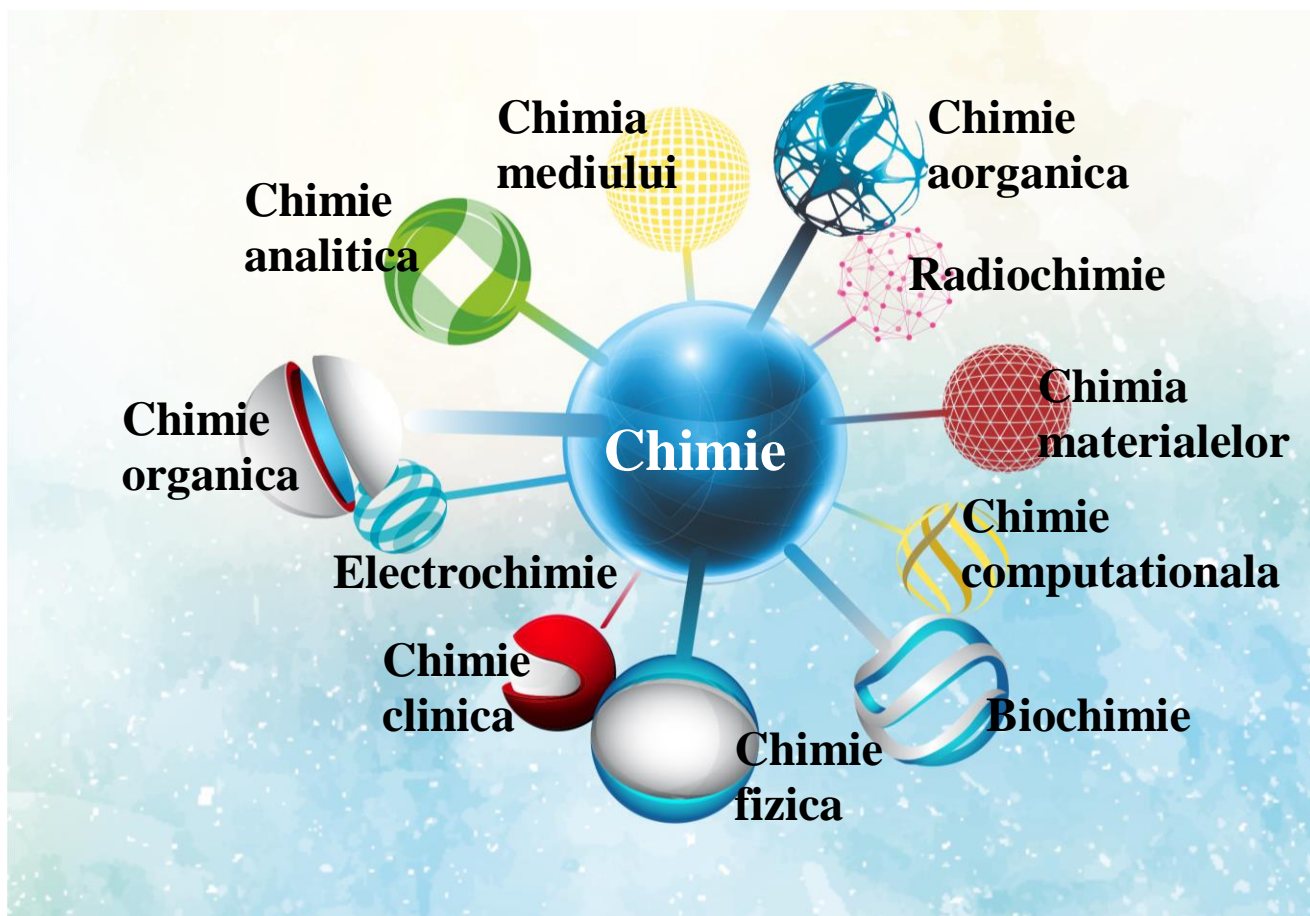 Chimia
mediului
Chimie
aorganica
Chimie
analitica
Radiochimie
Chimia
materialelor
Chimie
organica
Chimie
Chimie
computationala
Electrochimie
Chimie
clinica
Biochimie
Chimie
fizica